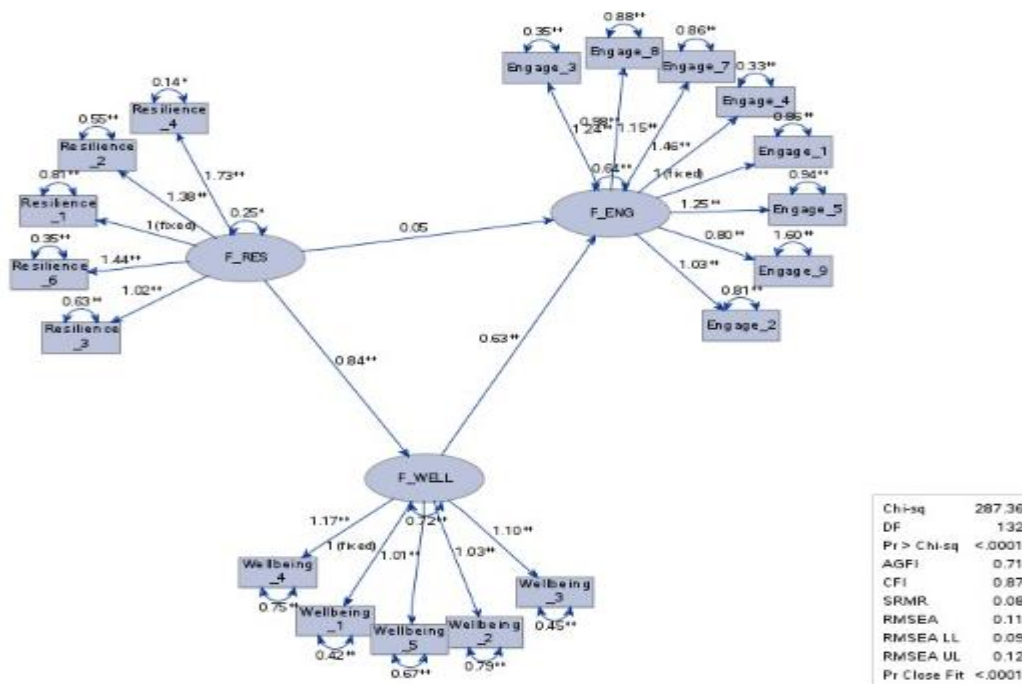 0.35**
Engage_3
0.88**
Engage_8
0.86**
Engage_7
0.33**
Engage_4
0.86**
Engage_1
0.94**
Engage_5
1.60**
Engage_9
0.81**
Engage_2
0.14*
Resilience
_4
0.55**
Resilience
_2
0.81**
Resilience
_1
0.35**
Resilience
_6
0.63**
Resilience
_3
1.73**
1.38**
1(fixed)
1.44**
1.02**
0.25*
F_RES
0.05
0.98**
1.24**
1.15**
1.46**
1(fixed)
1.25**
0.80**
1.03**
0.64**
F_ENG
0.84**
0.63**
F_WELL
0.72**
1.17**
1(fixed)
1.01**
1.03**
1.10**
Wellbeing
_4
0.75**
Wellbeing
_1
0.42**
Wellbeing
_5
0.67**
Wellbeing
_2
0.79**
Wellbeing
_3
0.45**
Chi-sq 287.36
DF 132
Pr > Chi-sq <.0001
AGFI 0.71
CFI 0.87
SRMR 0.08
RMSEA 0.11
RMSEA LL 0.09
RMSEA UL 0.12
Pr Close Fit <.0001